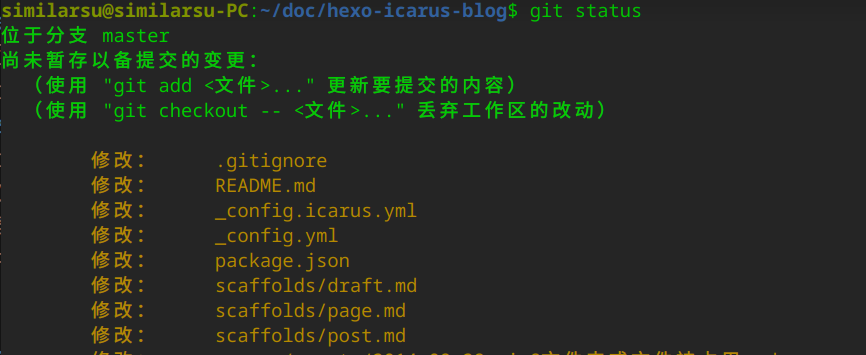 similarsu@similarsu-PC:~/doc/hexo-icarus-blog$ git status
位于分支 master
尚未暂存以备提交的变更：
（使用 "git add <文件>..." 更新要提交的内容）
（使用 "git checkout -- <文件>..." 丢弃工作区的改动）
修改： .gitignore
修改： README.md
修改： _config.icarus.yml
修改： _config.yml
修改： package.json
修改： scaffolds/draft.md
修改： scaffolds/page.md
修改： scaffolds/post.md